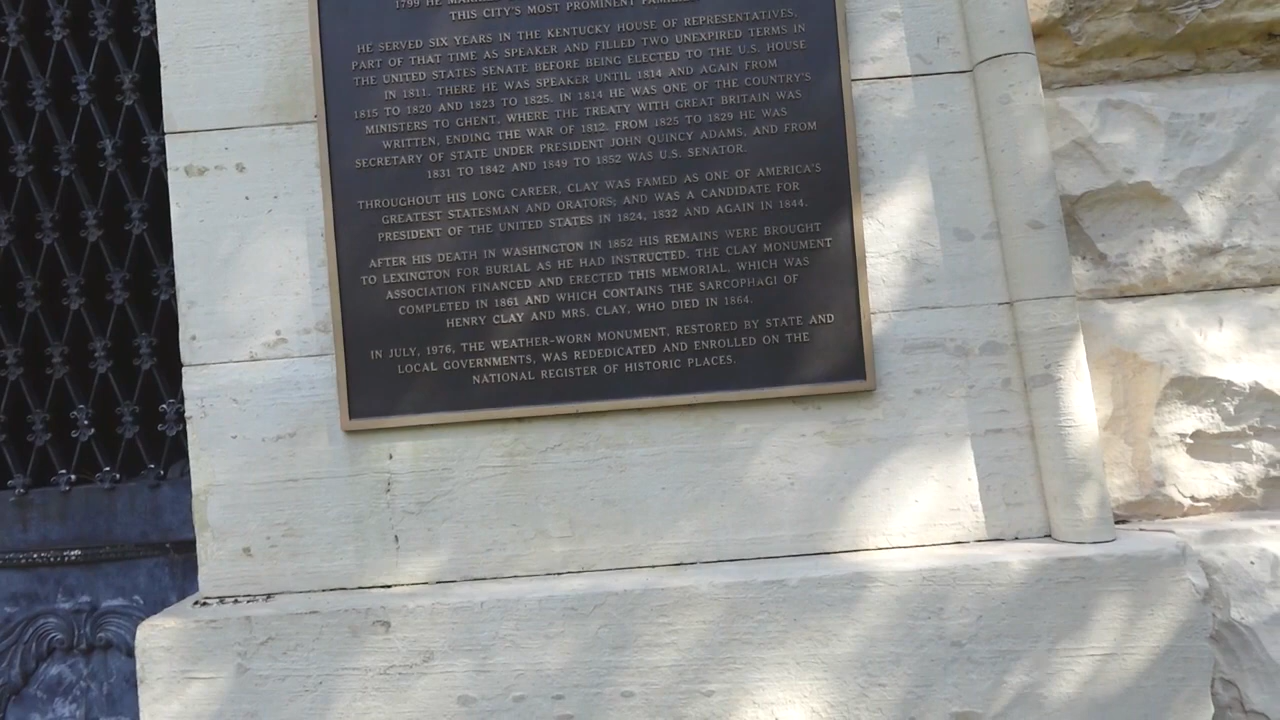 1799 HE
THIS CITY'S MOST PROMINENT
HE SERVED SIX YEARS IN THE KENTUCKY HOUSE OF REPRESENTATIVES,
PART OF THAT TIME AS SPEAKER AND FILLED TWO UNEXPIRED TERMS IN
THE UNITED STATES SENATE BEFORE BEING ELECTED TO THE U.S. HOUSE
IN 1811. THERE HE WAS SPEAKER UNTIL 1814 AND AGAIN FROM
1815 TO 1820 AND 1823 TO 1825. IN 1814 HE WAS ONE OF THE COUNTRY'S
MINISTERS TO GHENT, WHERE THE TREATY WITH GREAT BRITAIN WAS
WRITTEN, ENDING THE WAR OF 1812. FROM 1825 TO 1829 HE WAS
SECRETARY OF STATE UNDER PRESIDENT JOHN QUINCY ADAMS, AND FROM
1831 TO 1842 AND 1849 TO 1852 WAS U.S. SENATOR.
THROUGHOUT HIS LONG CAREER, CLAY WAS FAMED AS ONE OF AMERICA'S
GREATEST STATESMAN AND ORATORS; AND WAS A CANDIDATE FOR
PRESIDENT OF THE UNITED STATES IN 1824, 1832 AND AGAIN IN 1844.
AFTER HIS DEATH IN WASHINGTON IN 1852 HIS REMAINS WERE BROUGHT
TO LEXINGTON FOR BURIAL AS HE HAD INSTRUCTED. THE CLAY MONUMENT
ASSOCIATION FINANCED AND ERECTED THIS MEMORIAL, WHICH WAS
COMPLETED IN 1861 AND WHICH CONTAINS THE SARCOPHAGI OF
HENRY CLAY AND MRS. CLAY, WHO DIED IN 1864.
IN JULY, 1976, THE WEATHER-WORN MONUMENT, RESTORED BY STATE AND
LOCAL GOVERNMENTS, WAS REDEDICATED AND ENROLLED ON THE
NATIONAL REGISTER OF HISTORIC PLACES.